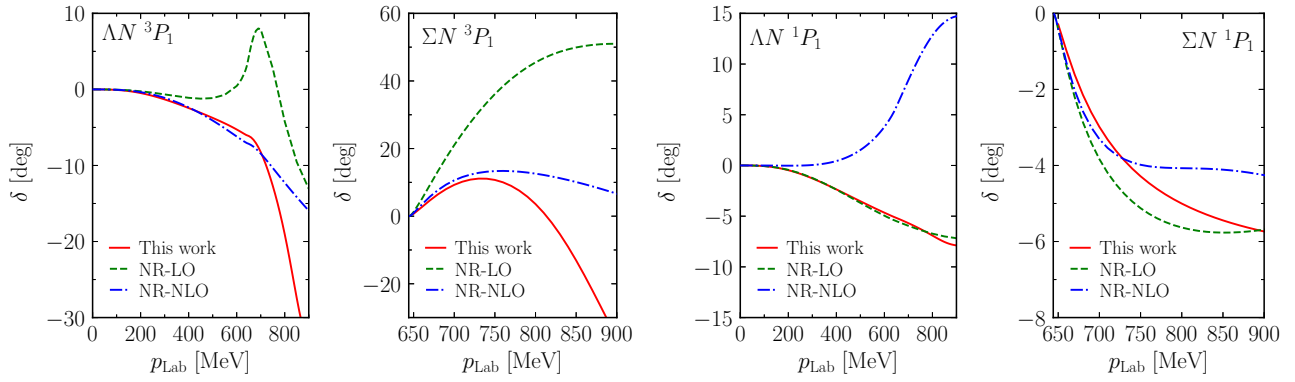 ΛN ³P₁
10
0
−10
−20
−30
δ [deg]
0 200 400 600 800
p_Lab [MeV]
This work
NR-LO
NR-NLO
ΣN ³P₁
40
20
0
−20
δ [deg]
650 700 750 800 850 900
p_Lab [MeV]
This work
NR-LO
NR-NLO
ΛN ¹P₁
15
10
5
0
−5
−10
−15
δ [deg]
0 200 400 600 800
p_Lab [MeV]
This work
NR-LO
NR-NLO
ΣN ¹P₁
0
−2
−4
−6
−8
δ [deg]
650 700 750 800 850 900
p_Lab [MeV]
This work
NR-LO
NR-NLO